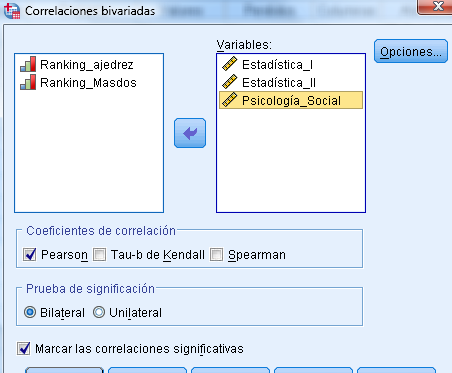 Correlaciones bivariadas
Variables:
Opciones...
Ranking_ajedrez
Ranking_Masdos
Estadística_I
Estadística_II
Psicología_Social
Coeficientes de correlación
Pearson Tau-b de Kendall Spearman
Prueba de significación
Bilateral Unilateral
Marcar las correlaciones significativas